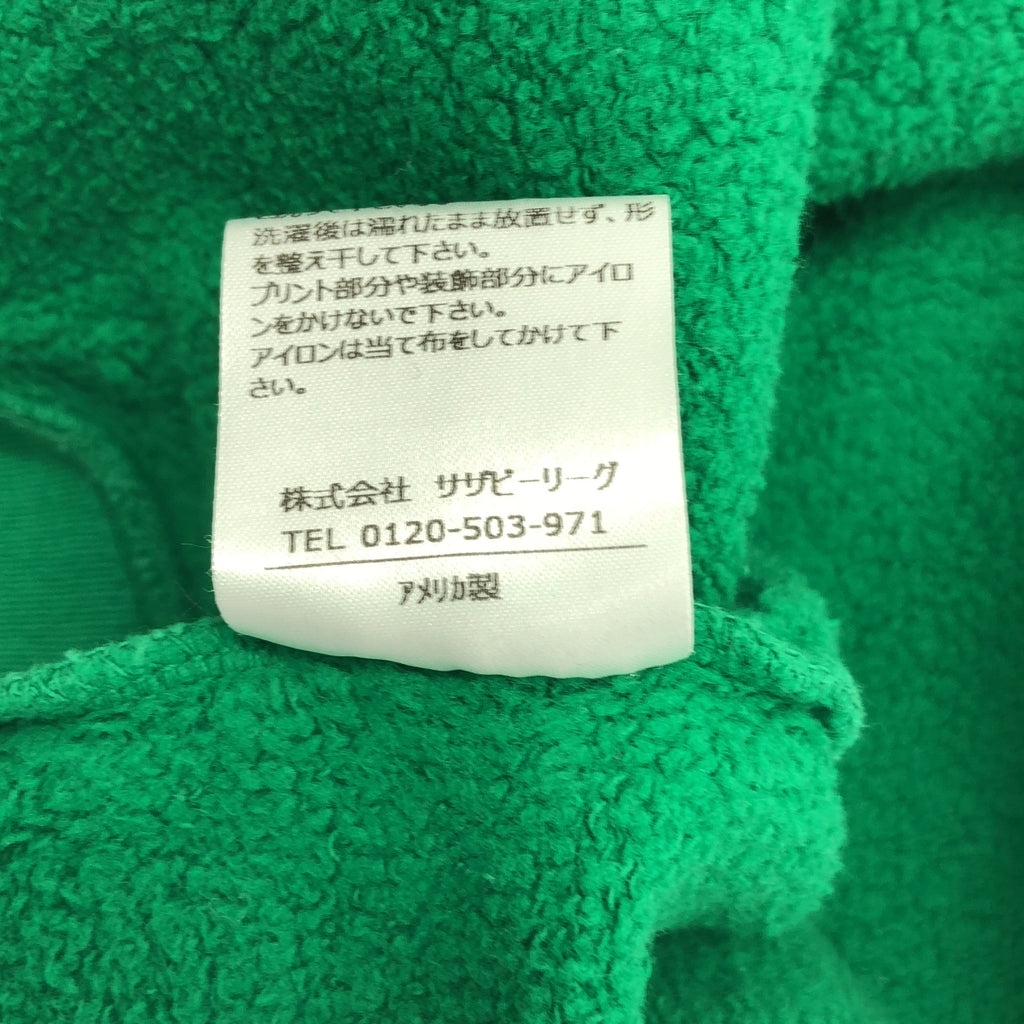 洗濯後は濡れたまま放置せず、形
を整え干して下さい。
プリント部分や装飾部分にアイロ
ンをかけないで下さい。
アイロンは当て布をしてかけて下
さい。
株式会社 サザビーリーグ
TEL 0120-503-971
アメリカ製